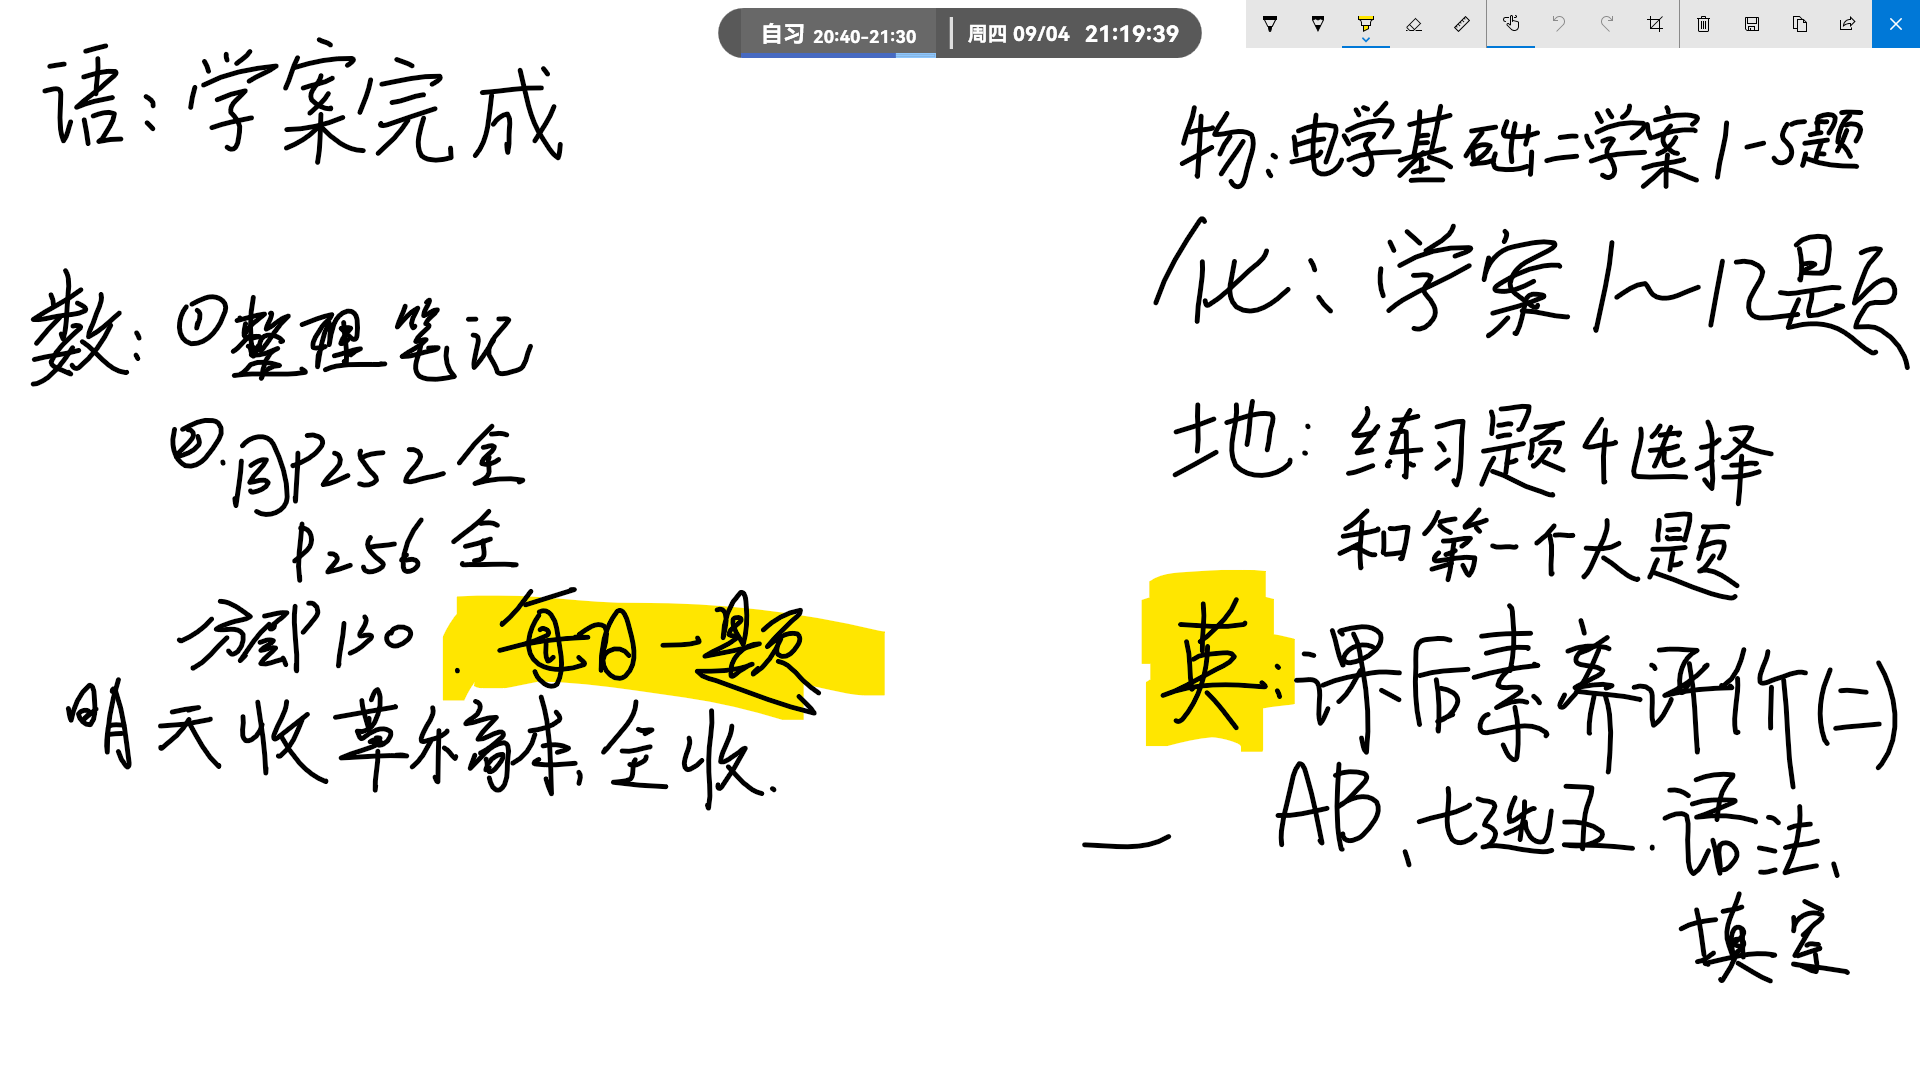 自习 20:40-21:30 周四 09/04 21:19:39
语：学案完成
数：①整理笔记
②.同P252全
P256全
分层P130.每日一题
明天收草稿本,全收.
物：电学基础二学案1-5题
化：学案1～12题
地：练习题4选择
和第一个大题
英：课后素养评价(二)
AB、七选五.语法、
填空